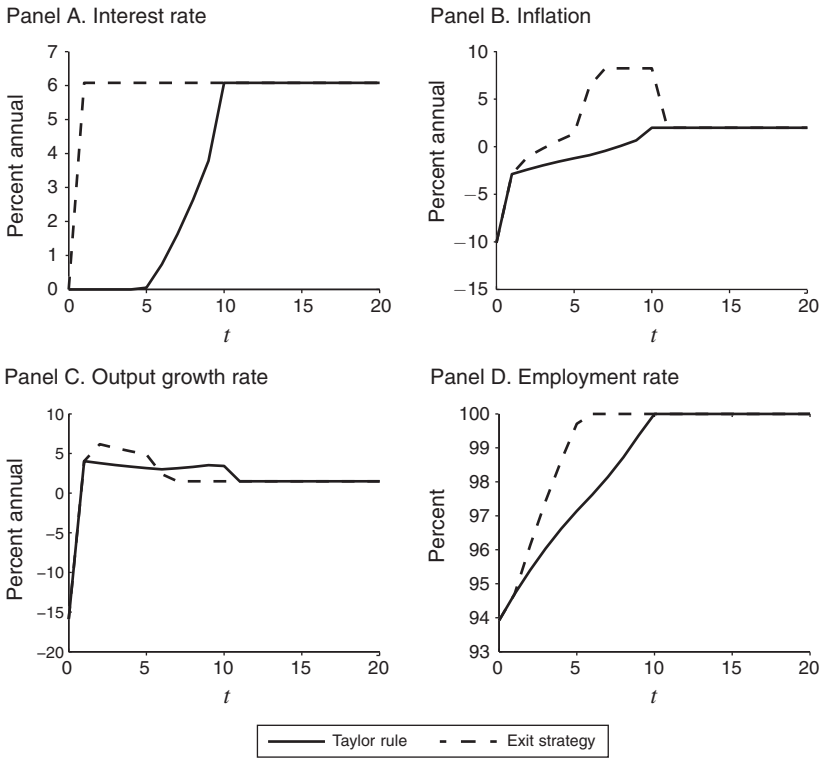 Panel A. Interest rate
Percent annual
7
6
5
4
3
2
1
0
0 5 10 15 20
t
Panel B. Inflation
Percent annual
10
5
0
−5
−10
−15
0 5 10 15 20
t
Panel C. Output growth rate
Percent annual
10
5
0
−5
−10
−15
−20
0 5 10 15 20
t
Panel D. Employment rate
Percent
100
99
98
97
96
95
94
93
0 5 10 15 20
t
Taylor rule Exit strategy